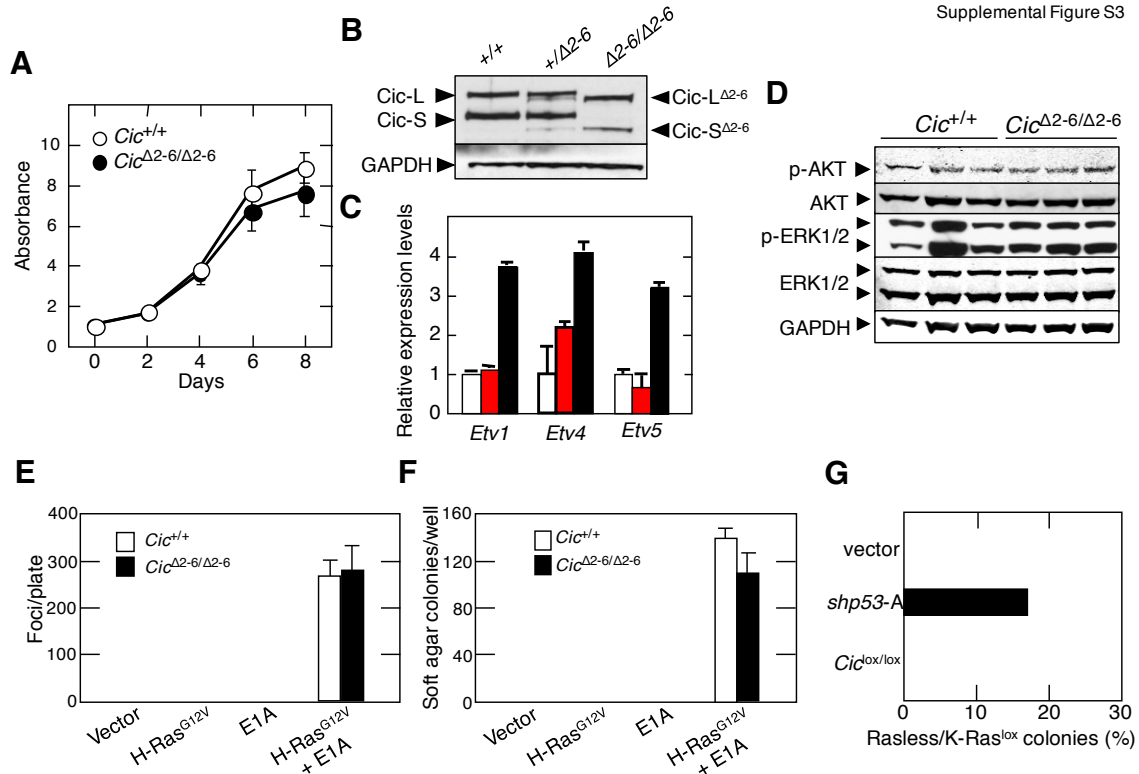 Supplemental Figure S3
A
Absorbance
10
8
6
4
2
0
Cic+/+
CicΔ2-6/Δ2-6
0 2 4 6 8
Days
B
+/+ +/Δ2-6 Δ2-6/Δ2-6
Cic-L
Cic-S
GAPDH
Cic-LΔ2-6
Cic-SΔ2-6
C
Relative expression levels
4
3
2
1
0
Etv1 Etv4 Etv5
D
Cic+/+ CicΔ2-6/Δ2-6
p-AKT
AKT
p-ERK1/2
ERK1/2
GAPDH
E
Foci/plate
400
300
200
100
0
Cic+/+
CicΔ2-6/Δ2-6
Vector H-RasG12V E1A H-RasG12V
+ E1A
F
Soft agar colonies/well
160
120
80
40
0
Cic+/+
CicΔ2-6/Δ2-6
Vector H-RasG12V E1A H-RasG12V
+ E1A
G
vector
shp53-A
Ciclox/lox
0 10 20 30
Rasless/K-Raslox colonies (%)